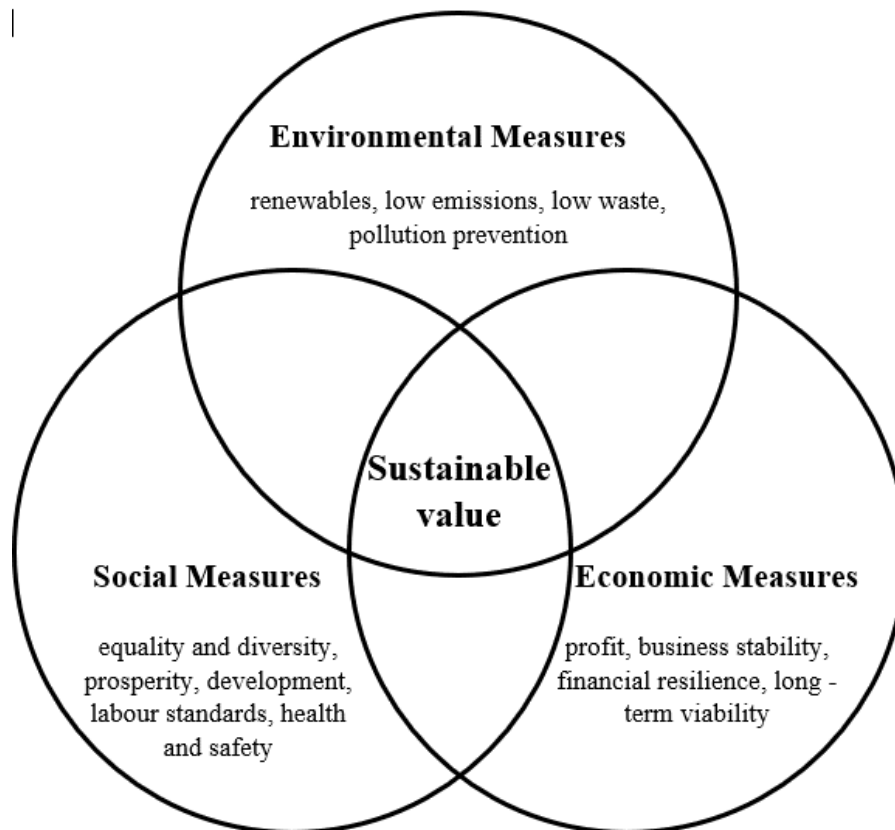 Environmental Measures
renewables, low emissions, low waste,
pollution prevention
Sustainable
value
Social Measures
equality and diversity,
prosperity, development,
labour standards, health
and safety
Economic Measures
profit, business stability,
financial resilience, long -
term viability